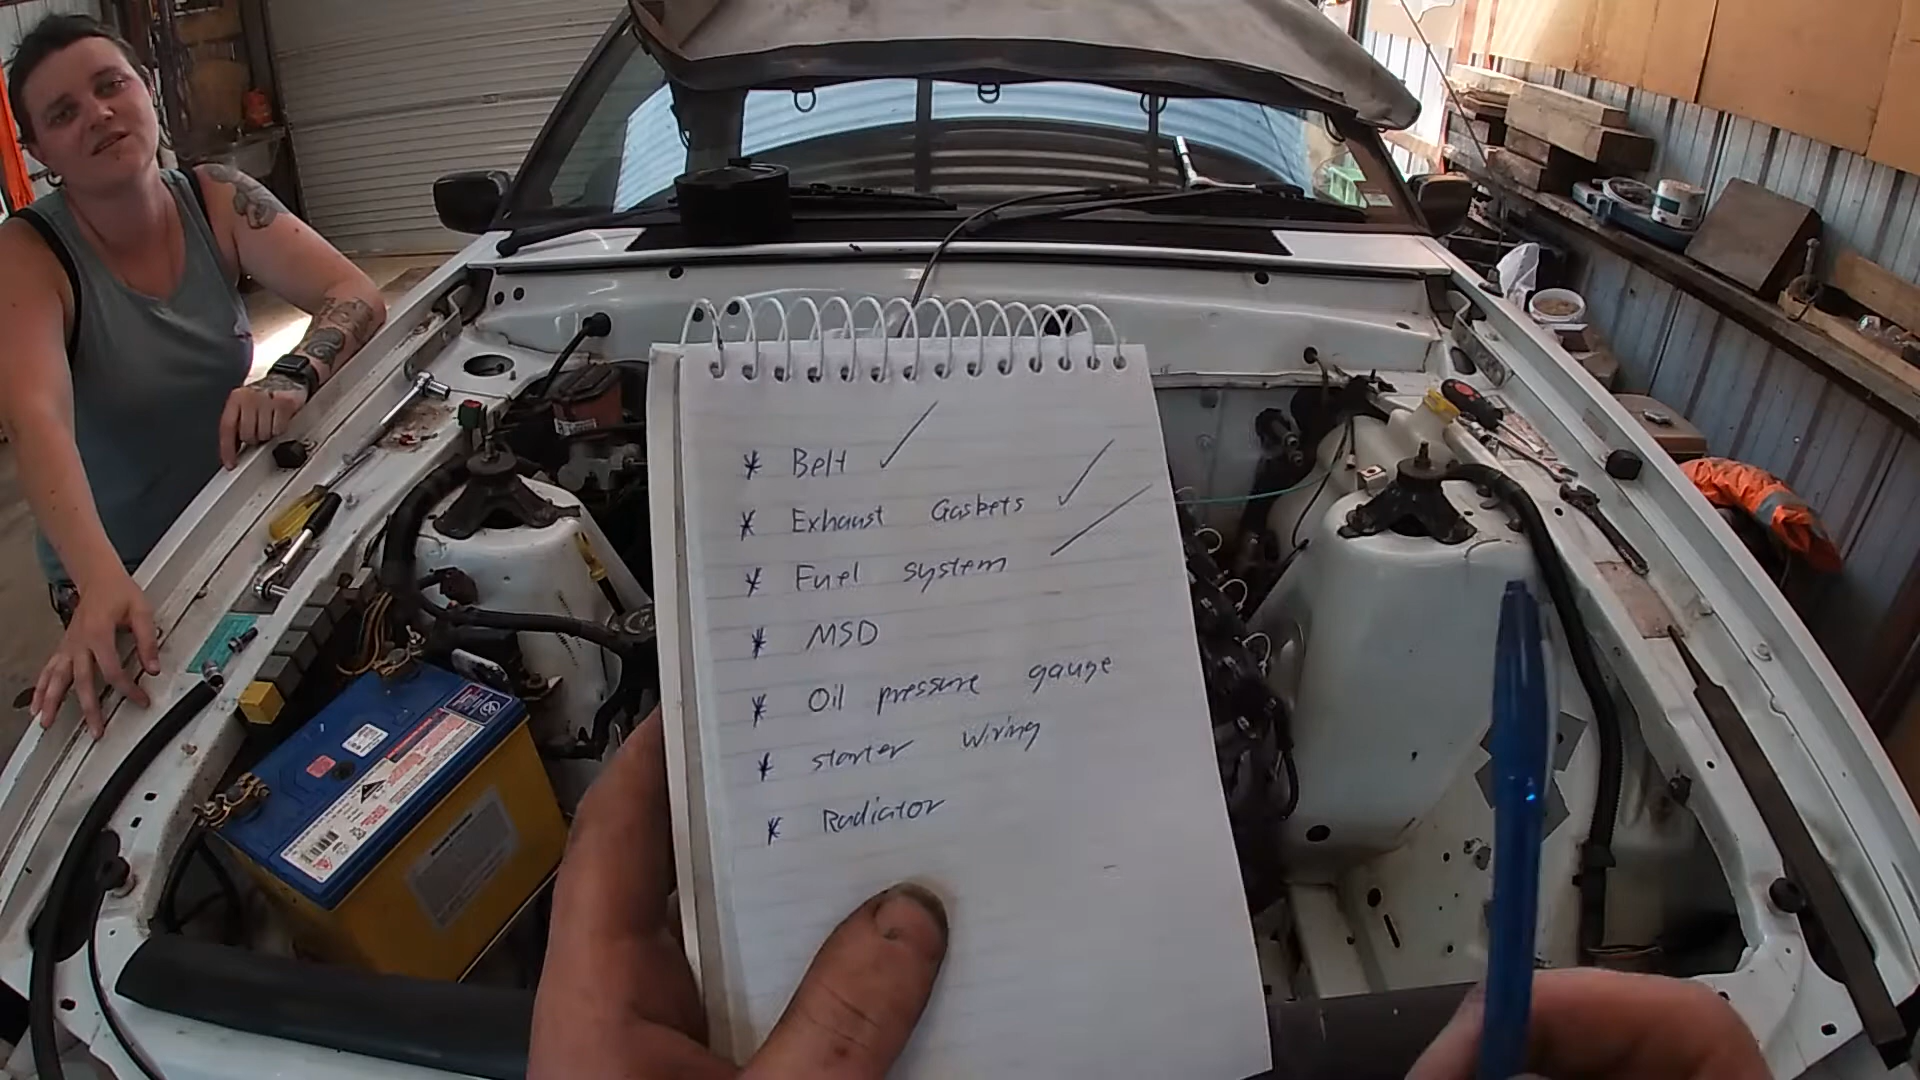 * Belt ✓
* Exhaust Gaskets ✓
* Fuel system /
* MSD
* Oil pressure gauge
* starter wiring
* Radiator